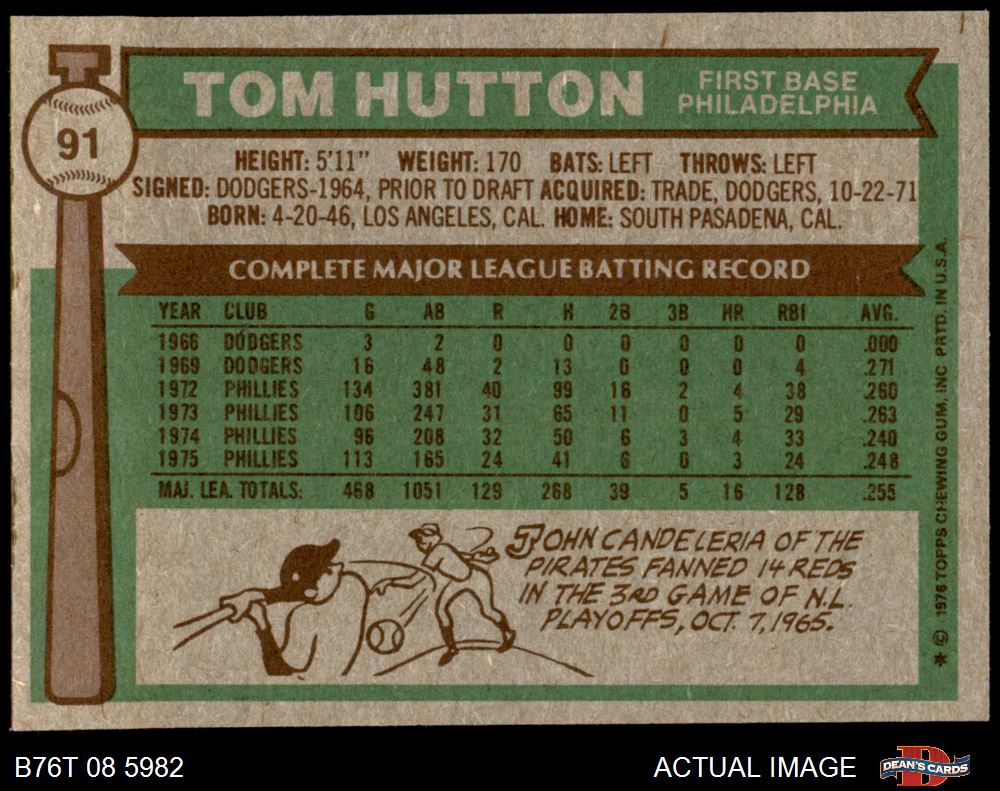 TOM HUTTON
FIRST BASE
PHILADELPHIA
91
HEIGHT: 5'11" WEIGHT: 170 BATS: LEFT THROWS: LEFT
SIGNED: DODGERS-1964, PRIOR TO DRAFT ACQUIRED: TRADE, DODGERS, 10-22-71
BORN: 4-20-46, LOS ANGELES, CAL. HOME: SOUTH PASADENA, CAL.
COMPLETE MAJOR LEAGUE BATTING RECORD
YEAR CLUB G AB R H 2B 3B HR RBI AVG.
1966 DODGERS 3 2 0 0 0 0 0 0 .000
1969 DODGERS 16 48 2 13 0 0 0 4 .271
1972 PHILLIES 134 381 40 99 16 2 4 38 .260
1973 PHILLIES 106 247 31 65 11 0 5 29 .263
1974 PHILLIES 96 208 32 50 6 3 4 33 .240
1975 PHILLIES 113 165 24 41 6 0 3 24 .248
MAJ. LEA. TOTALS: 468 1051 129 268 39 5 16 128 .255
JOHN CANDELERIA OF THE
PIRATES FANNED 14 REDS
IN THE 3RD GAME OF N.L.
PLAYOFFS, OCT. 7, 1965.
* © 1976 TOPPS CHEWING GUM, INC PRTD. IN U.S.A.
B76T 08 5982
ACTUAL IMAGE
D
DEAN'S CARDS